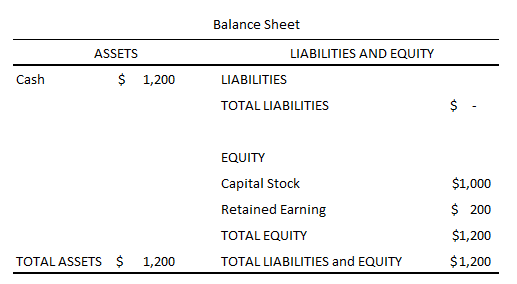 Balance Sheet
ASSETS LIABILITIES AND EQUITY
Cash $ 1,200 LIABILITIES
TOTAL LIABILITIES $ -
EQUITY
Capital Stock $1,000
Retained Earning $ 200
TOTAL EQUITY $1,200
TOTAL ASSETS $ 1,200 TOTAL LIABILITIES and EQUITY $1,200